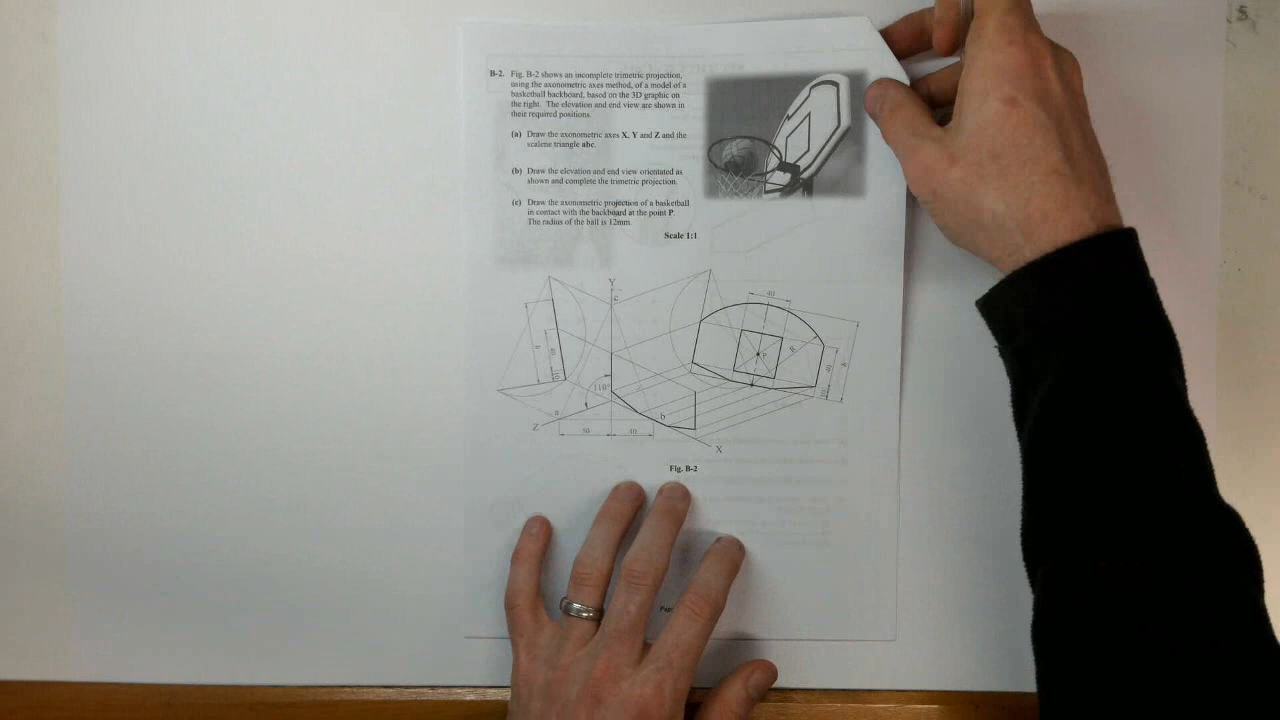 B-2. Fig. B-2 shows an incomplete trimetric projection,
using the axonometric axes method, of a model of a
basketball backboard, based on the 3D graphic on
the right. The elevation and end view are shown in
their required positions.
(a) Draw the axonometric axes X, Y and Z and the
scalene triangle abc.
(b) Draw the elevation and end view orientated as
shown and complete the trimetric projection.
(c) Draw the axonometric projection of a basketball
in contact with the backboard at the point P.
The radius of the ball is 12mm.
Scale 1:1
Y
c
40
P
R
40
110°
a
b
Z
X
40
Fig. B-2